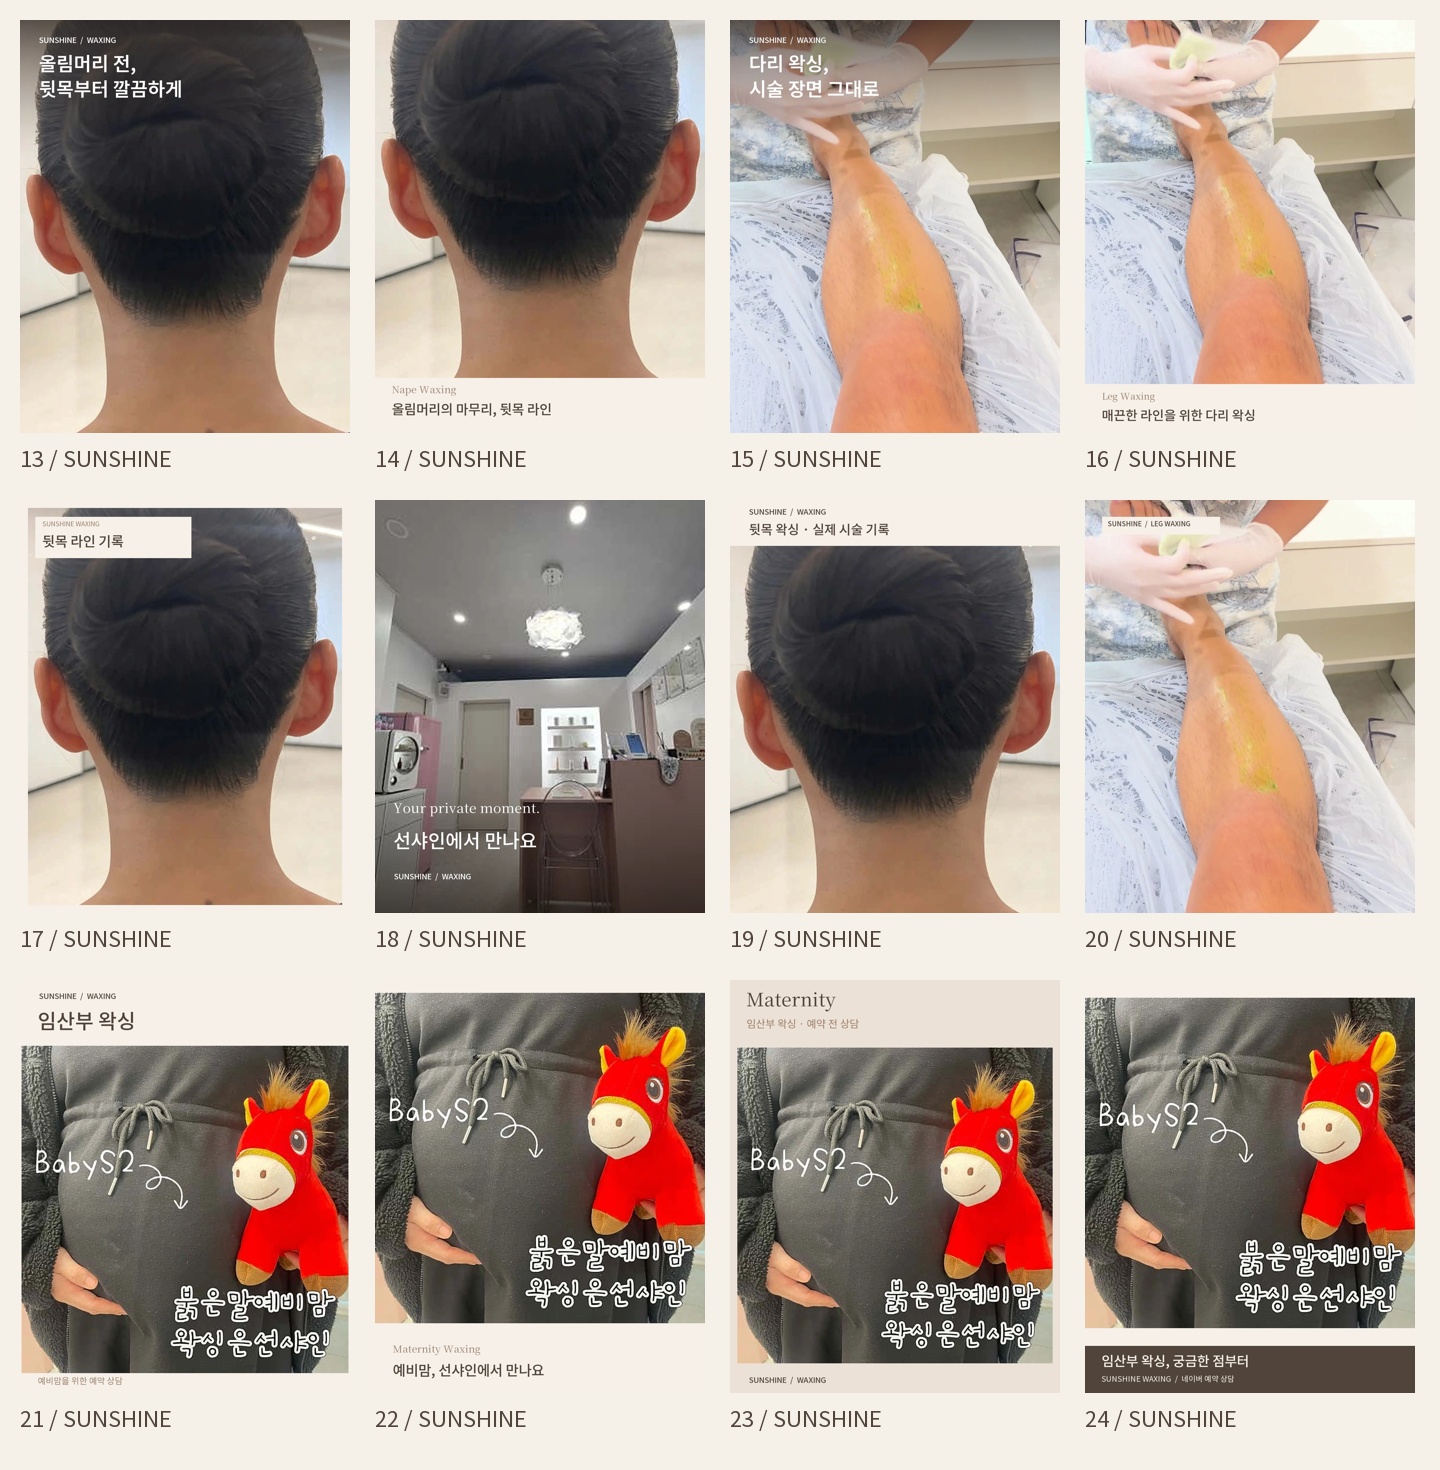 SUNSHINE / WAXING
올림머리 전,
뒷목부터 깔끔하게
13 / SUNSHINE
Nape Waxing
올림머리의 마무리, 뒷목 라인
14 / SUNSHINE
SUNSHINE / WAXING
다리 왁싱,
시술 장면 그대로
15 / SUNSHINE
Leg Waxing
매끈한 라인을 위한 다리 왁싱
16 / SUNSHINE
SUNSHINE WAXING
뒷목 라인 기록
17 / SUNSHINE
Your private moment.
선샤인에서 만나요
SUNSHINE / WAXING
18 / SUNSHINE
SUNSHINE / WAXING
뒷목 왁싱 · 실제 시술 기록
19 / SUNSHINE
SUNSHINE / LEG WAXING
20 / SUNSHINE
SUNSHINE / WAXING
임산부 왁싱
BabyS2
붉은말예비맘
왁싱은선샤인
예비맘을 위한 예약 상담
21 / SUNSHINE
BabyS2
붉은말예비맘
왁싱은선샤인
Maternity Waxing
예비맘, 선샤인에서 만나요
22 / SUNSHINE
Maternity
임산부 왁싱 · 예약 전 상담
BabyS2
붉은말예비맘
왁싱은선샤인
SUNSHINE / WAXING
23 / SUNSHINE
BabyS2
붉은말예비맘
왁싱은선샤인
임산부 왁싱, 궁금한 점부터
SUNSHINE WAXING / 네이버 예약 상담
24 / SUNSHINE